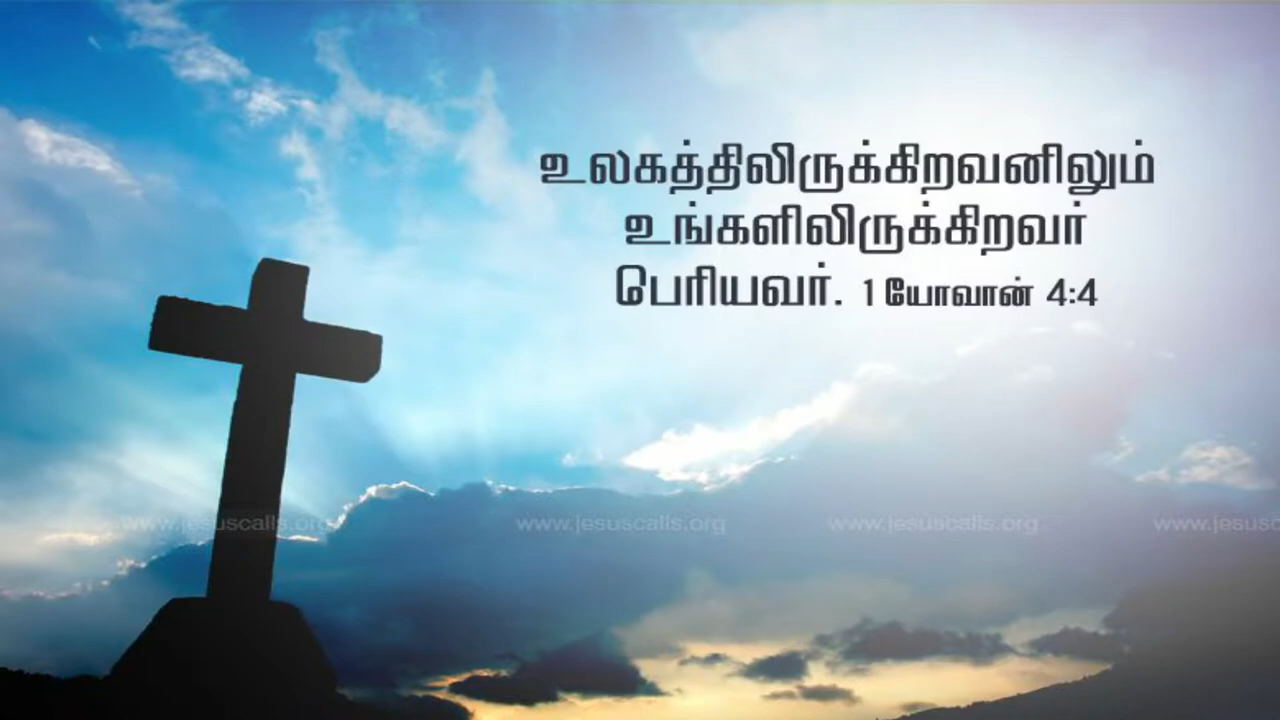 உலகத்திலிருக்கிறவனிலும்
உங்களிலிருக்கிறவர்
பெரியவர். 1 யோவான் 4:4
www.jesuscalls.org www.jesuscalls.org www.jesuscalls.org www.jesusc